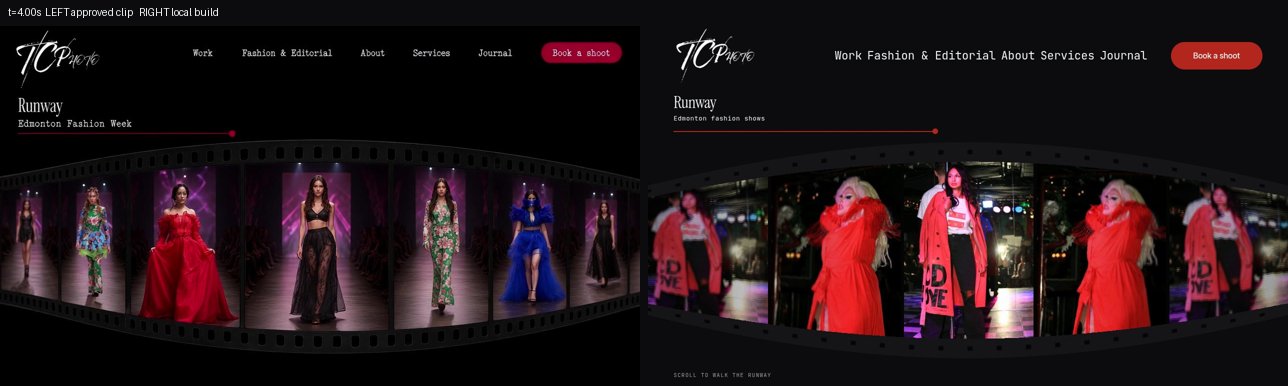 t=4.00s LEFT approved clip RIGHT local build
TCPHOTO
Work Fashion & Editorial About Services Journal Book a shoot
Runway
Edmonton Fashion Week
TCPHOTO
Work Fashion & Editorial About Services Journal Book a shoot
Runway
Edmonton fashion shows
SCROLL TO WALK THE RUNWAY